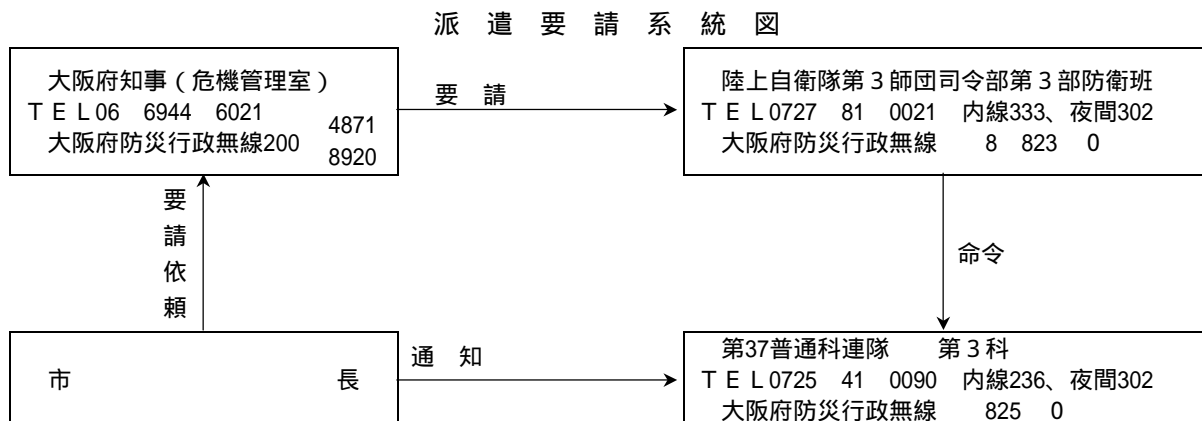 派遣要請系統図
大阪府知事（危機管理室）
ＴＥＬ06 6944 6021
4871
大阪府防災行政無線200
8920
要請
陸上自衛隊第３師団司令部第３部防衛班
ＴＥＬ0727 81 0021 内線333、夜間302
大阪府防災行政無線 8 823 0
要請依頼
命令
市長
通知
第37普通科連隊 第３科
ＴＥＬ0725 41 0090 内線236、夜間302
大阪府防災行政無線 825 0